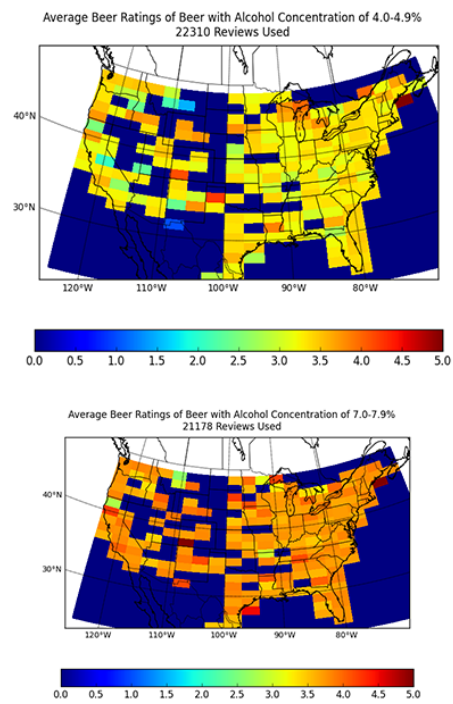 Average Beer Ratings of Beer with Alcohol Concentration of 4.0-4.9%
22310 Reviews Used
40°N
30°N
120°W 110°W 100°W 90°W 80°W
0.0 0.5 1.0 1.5 2.0 2.5 3.0 3.5 4.0 4.5 5.0
Average Beer Ratings of Beer with Alcohol Concentration of 7.0-7.9%
21178 Reviews Used
40°N
30°N
120°W 110°W 100°W 90°W 80°W
0.0 0.5 1.0 1.5 2.0 2.5 3.0 3.5 4.0 4.5 5.0